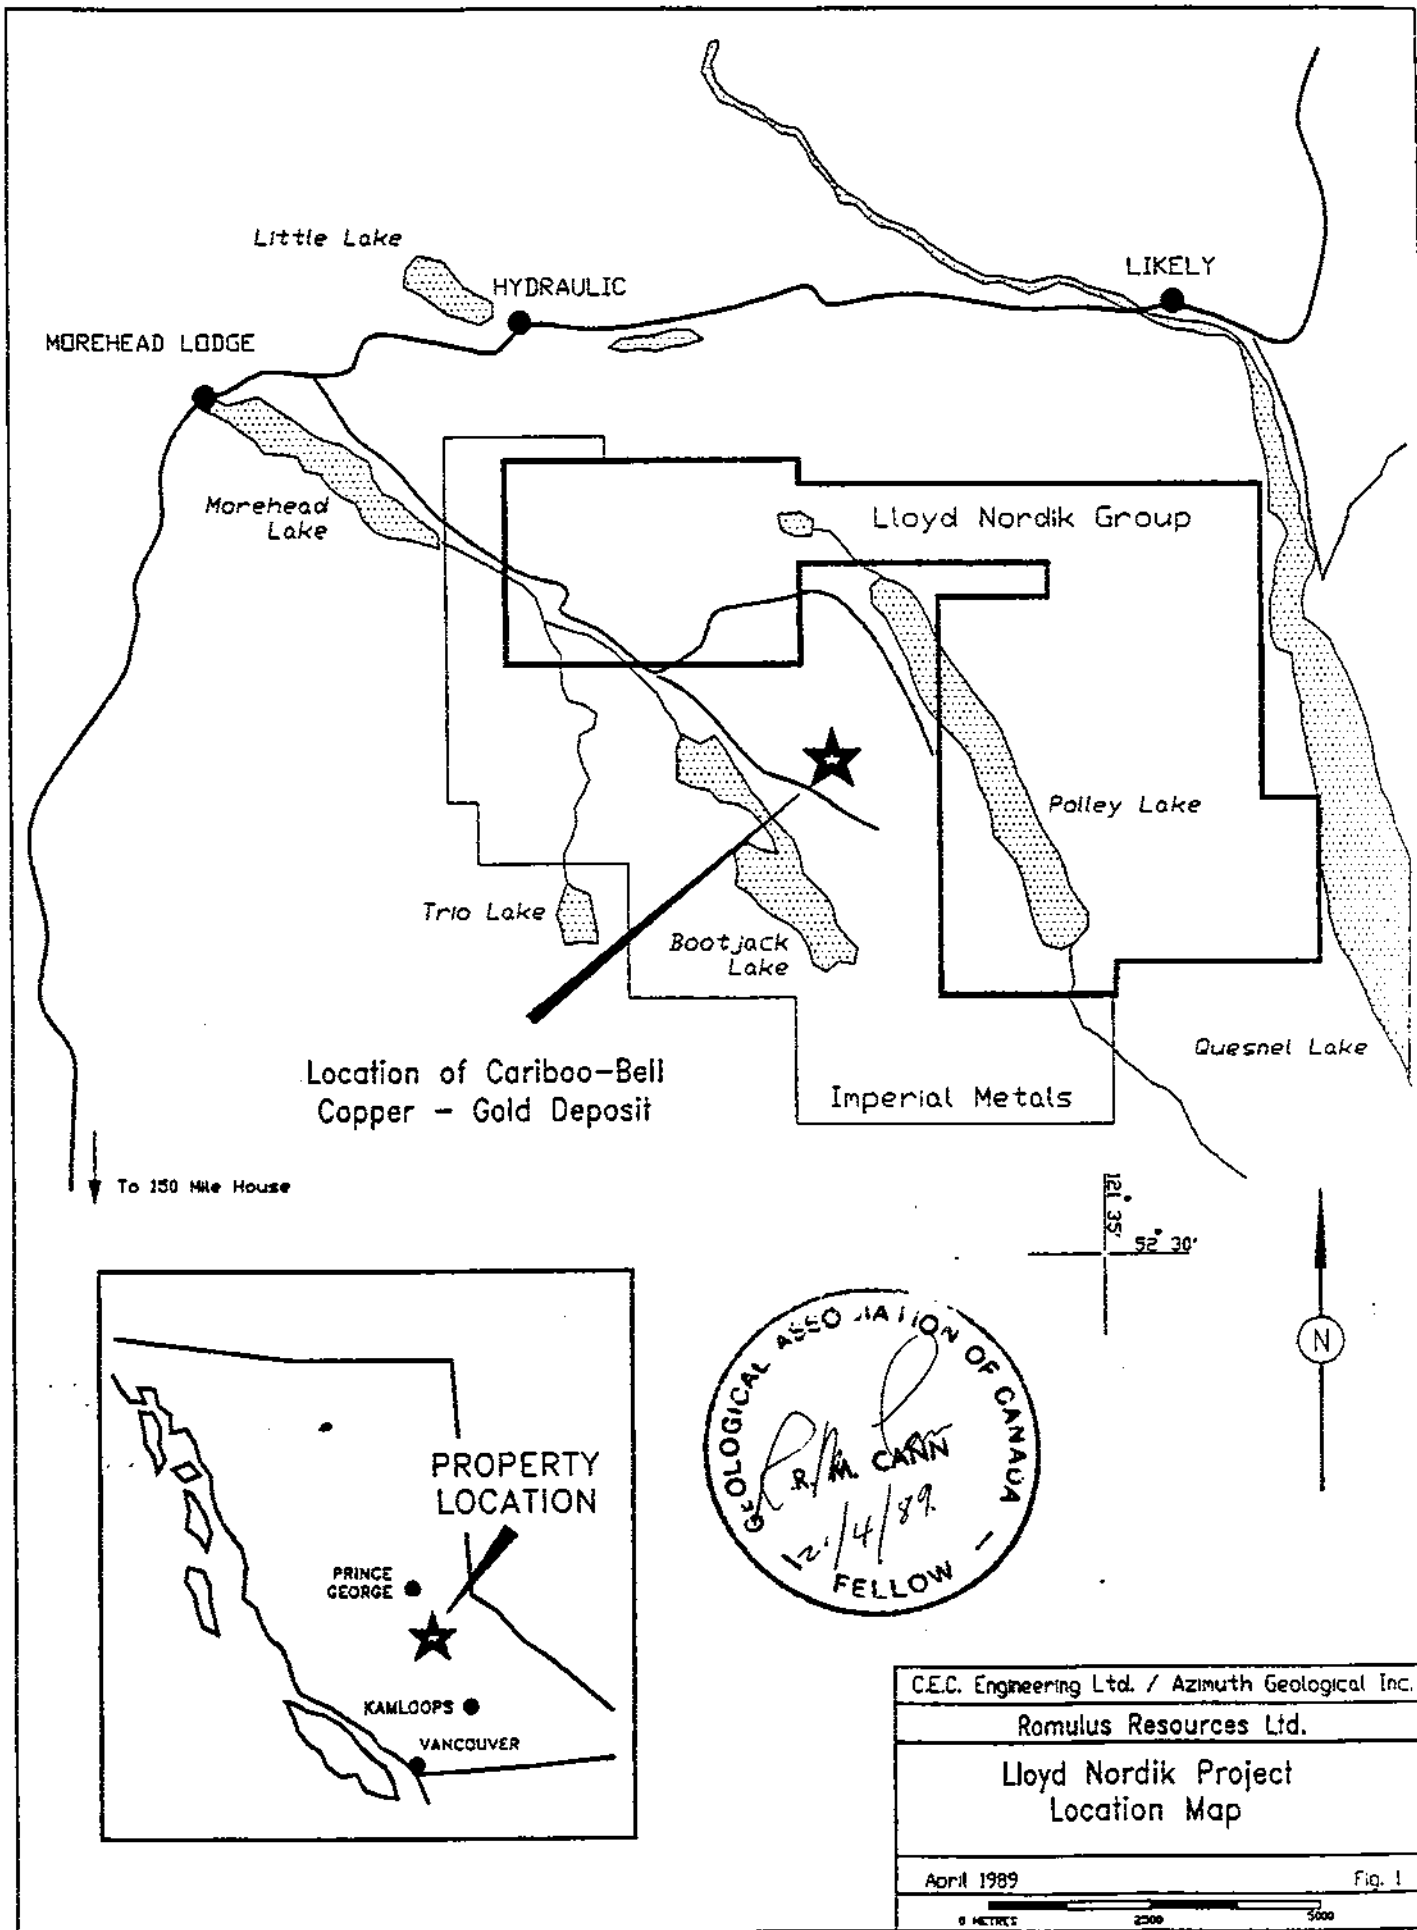 Little Lake
HYDRAULIC
LIKELY
MOREHEAD LODGE
Morehead
Lake
Lloyd Nordik Group
Polley Lake
Trio Lake
Bootjack
Lake
Quesnel Lake
Location of Cariboo-Bell
Copper - Gold Deposit
Imperial Metals
To 150 Mile House
121° 35'
52° 30'
N
PROPERTY
LOCATION
PRINCE
GEORGE
KAMLOOPS
VANCOUVER
GEOLOGICAL ASSOCIATION OF CANADA
R. M. CANN
/4/89
FELLOW
C.E.C. Engineering Ltd. / Azimuth Geological Inc.
Romulus Resources Ltd.
Lloyd Nordik Project
Location Map
April 1989 Fig. 1
0 METRES 2500 5000